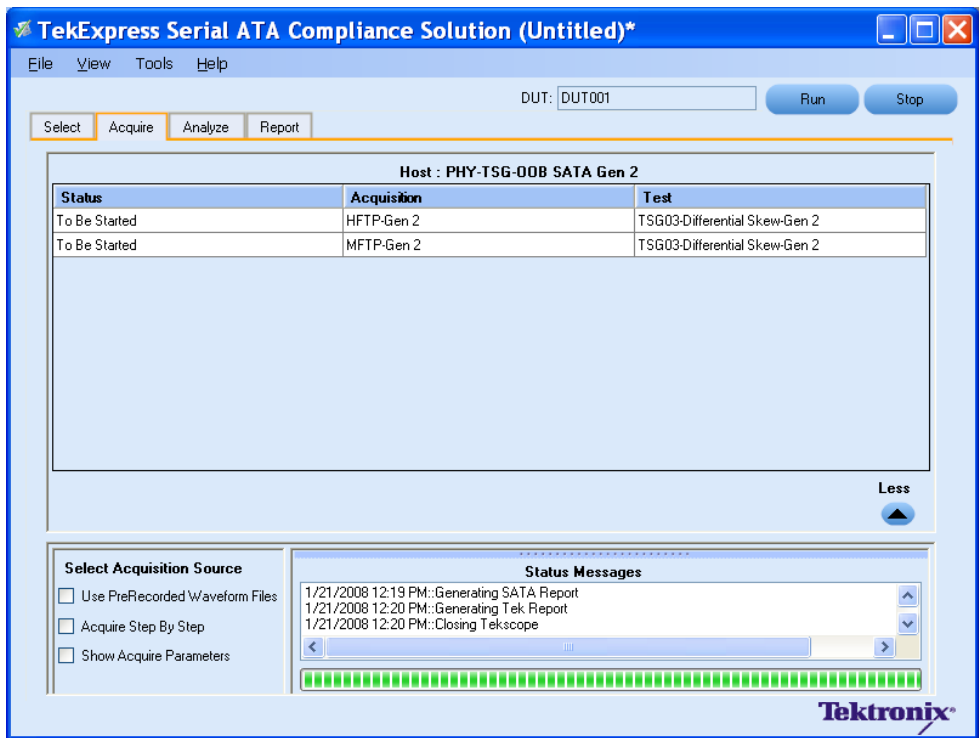 TekExpress Serial ATA Compliance Solution (Untitled)*
File View Tools Help
DUT: DUT001 Run Stop
Select Acquire Analyze Report
Host : PHY-TSG-OOB SATA Gen 2
Status Acquisition Test
To Be Started HFTP-Gen 2 TSG03-Differential Skew-Gen 2
To Be Started MFTP-Gen 2 TSG03-Differential Skew-Gen 2
Less
Select Acquisition Source
Use PreRecorded Waveform Files
Acquire Step By Step
Show Acquire Parameters
Status Messages
1/21/2008 12:19 PM::Generating SATA Report
1/21/2008 12:20 PM::Generating Tek Report
1/21/2008 12:20 PM::Closing Tekscope
Tektronix